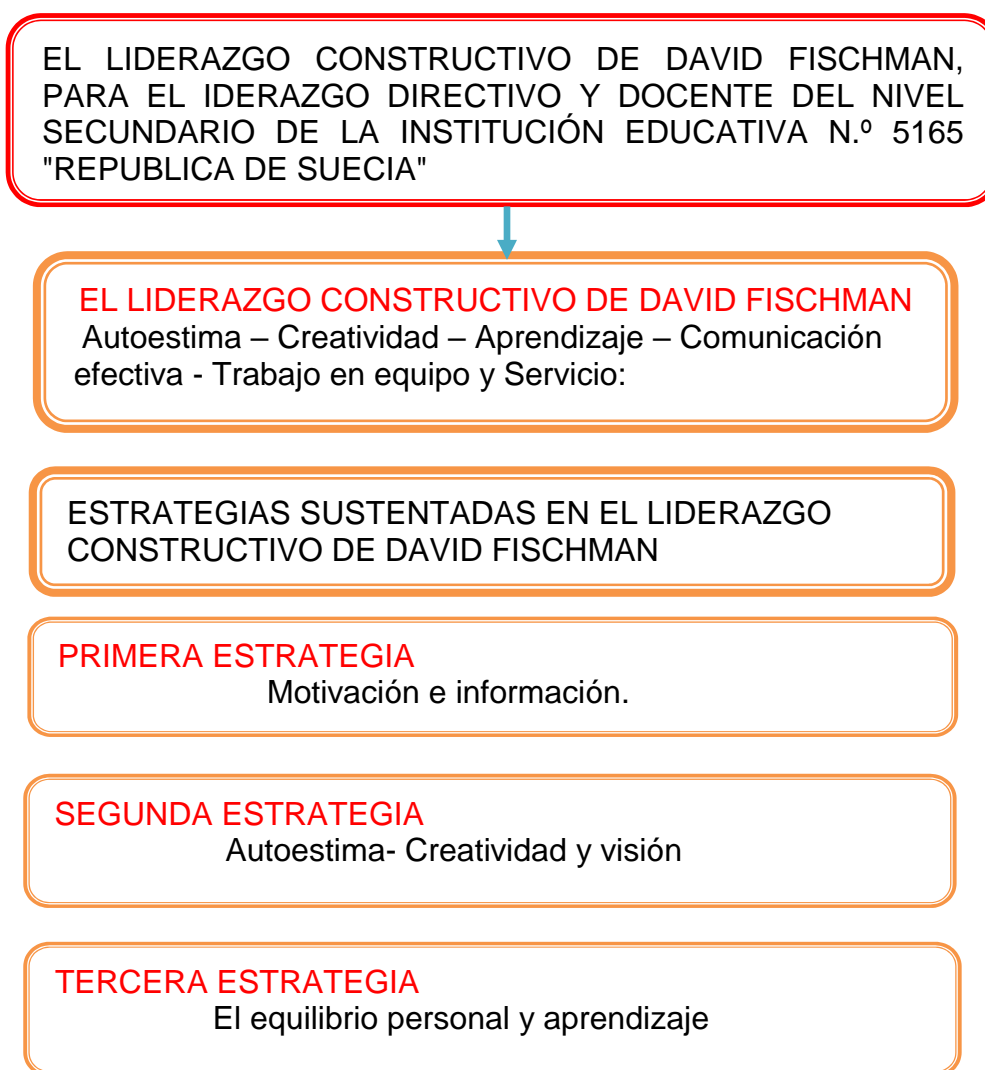 EL LIDERAZGO CONSTRUCTIVO DE DAVID FISCHMAN,
PARA EL IDERAZGO DIRECTIVO Y DOCENTE DEL NIVEL
SECUNDARIO DE LA INSTITUCIÓN EDUCATIVA N.º 5165
"REPUBLICA DE SUECIA"
EL LIDERAZGO CONSTRUCTIVO DE DAVID FISCHMAN
Autoestima – Creatividad – Aprendizaje – Comunicación
efectiva - Trabajo en equipo y Servicio:
ESTRATEGIAS SUSTENTADAS EN EL LIDERAZGO
CONSTRUCTIVO DE DAVID FISCHMAN
PRIMERA ESTRATEGIA
Motivación e información.
SEGUNDA ESTRATEGIA
Autoestima- Creatividad y visión
TERCERA ESTRATEGIA
El equilibrio personal y aprendizaje